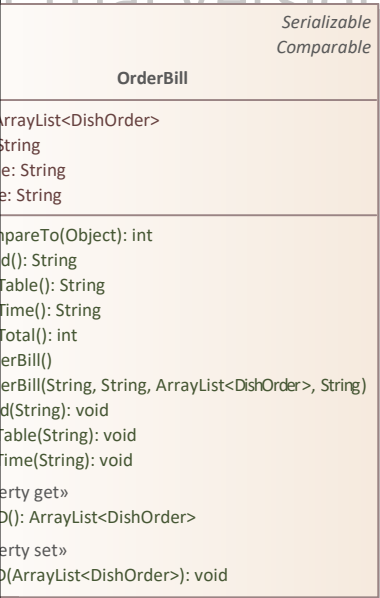 Serializable
Comparable
OrderBill
ArrayList<DishOrder>
String
e: String
e: String
mpareTo(Object): int
d(): String
Table(): String
Time(): String
Total(): int
erBill()
erBill(String, String, ArrayList<DishOrder>, String)
d(String): void
Table(String): void
Time(String): void
erty get»
D(): ArrayList<DishOrder>
erty set»
D(ArrayList<DishOrder>): void